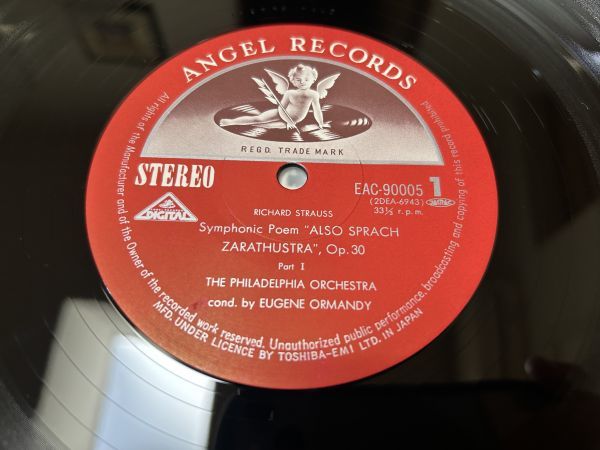 ANGEL RECORDS
REGD. TRADE MARK
STEREO
DIGITAL
EAC-90005 1
(2DEA-6943)
33⅓ r.p.m.
RICHARD STRAUSS
Symphonic Poem "ALSO SPRACH
ZARATHUSTRA", Op.30
Part I
THE PHILADELPHIA ORCHESTRA
cond. by EUGENE ORMANDY
All rights of the Manufacturer and of the Owner of the recorded work reserved. Unauthorized public performance, broadcasting and copying of this record prohibited
MFD. UNDER LICENCE BY TOSHIBA-EMI LTD. IN JAPAN